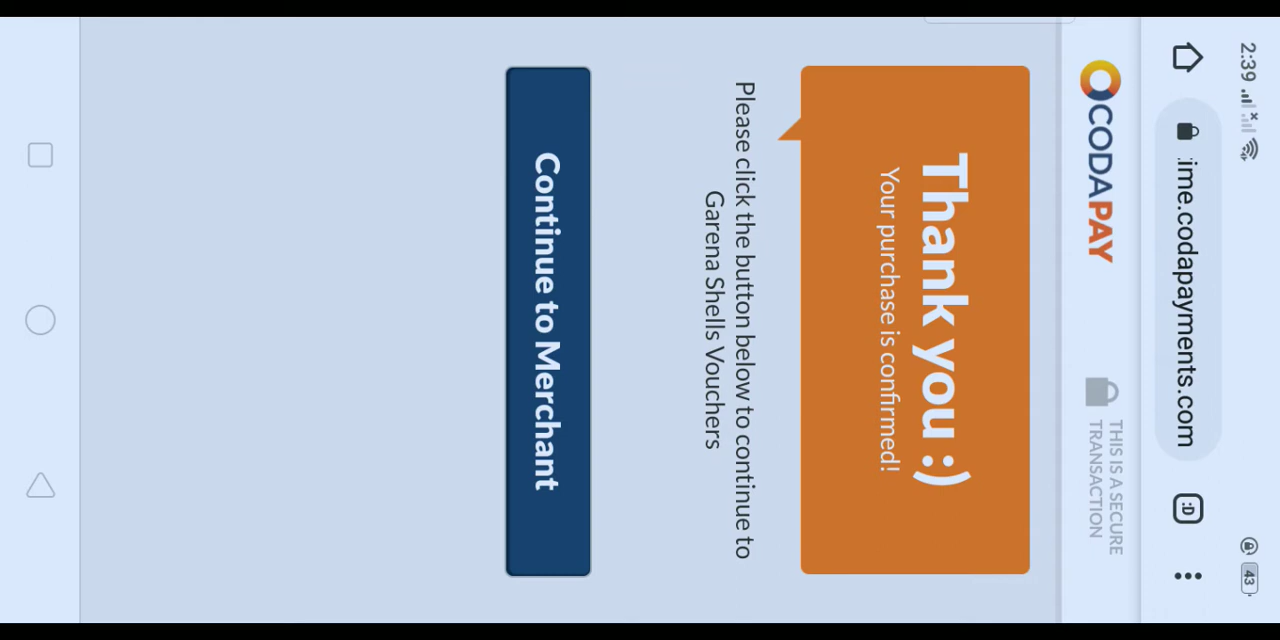 2:39
43
ime.codapayments.com
:D
CODAPAY
THIS IS A SECURE
TRANSACTION
Thank you :)
Your purchase is confirmed!
Please click the button below to continue to
Garena Shells Vouchers
Continue to Merchant